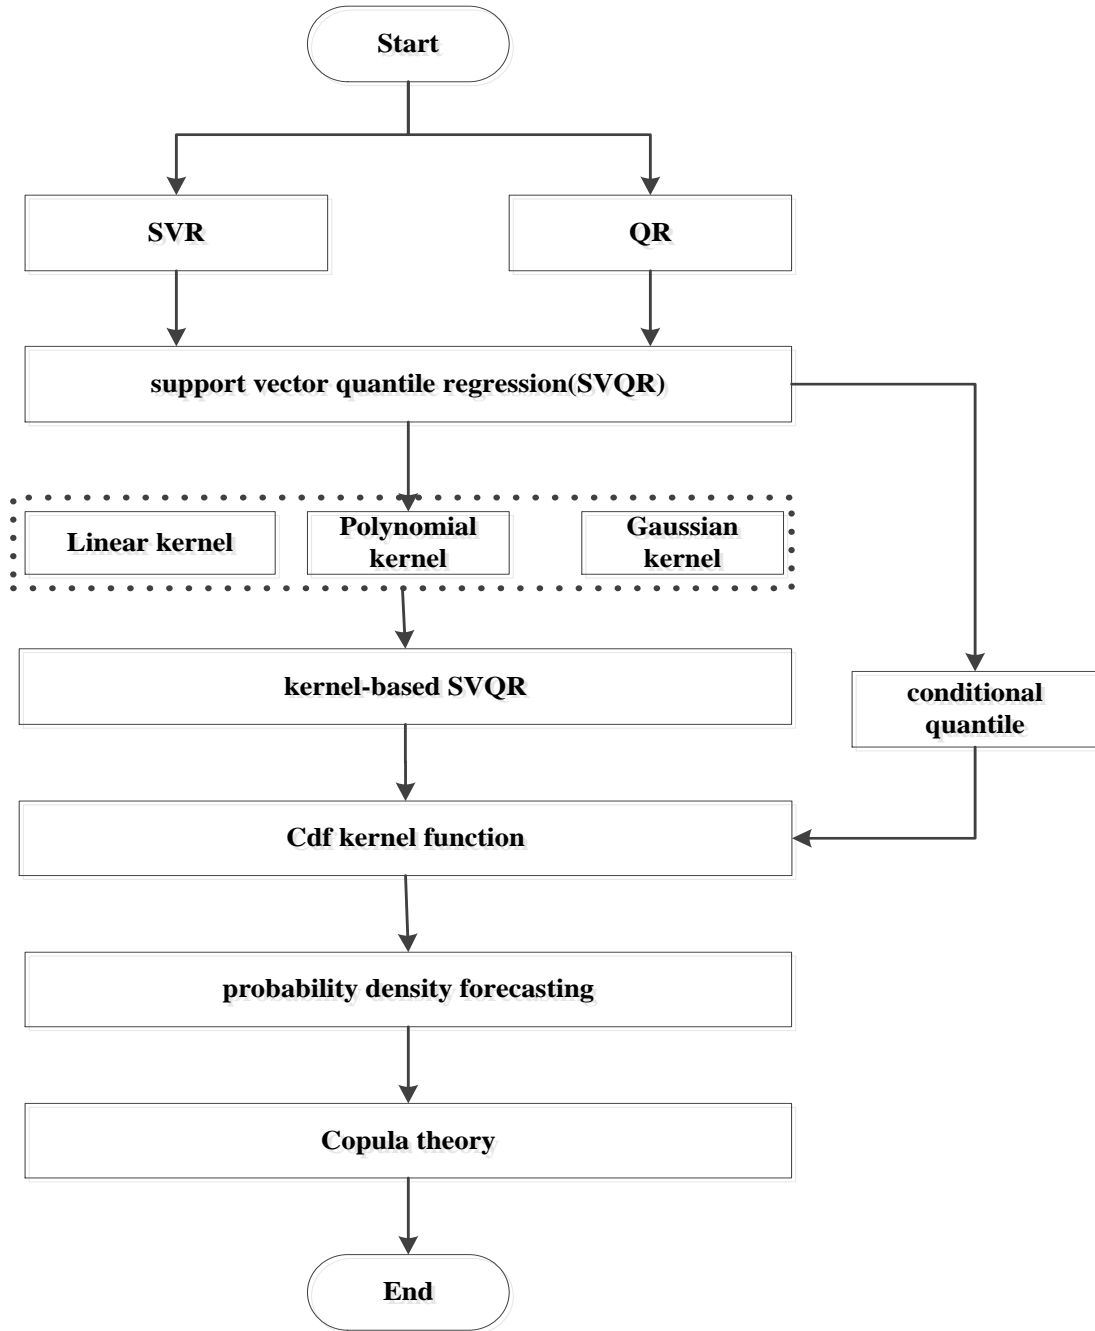 Start
SVR
QR
support vector quantile regression(SVQR)
Linear kernel
Polynomial
kernel
Gaussian
kernel
kernel-based SVQR
conditional
quantile
Cdf kernel function
probability density forecasting
Copula theory
End